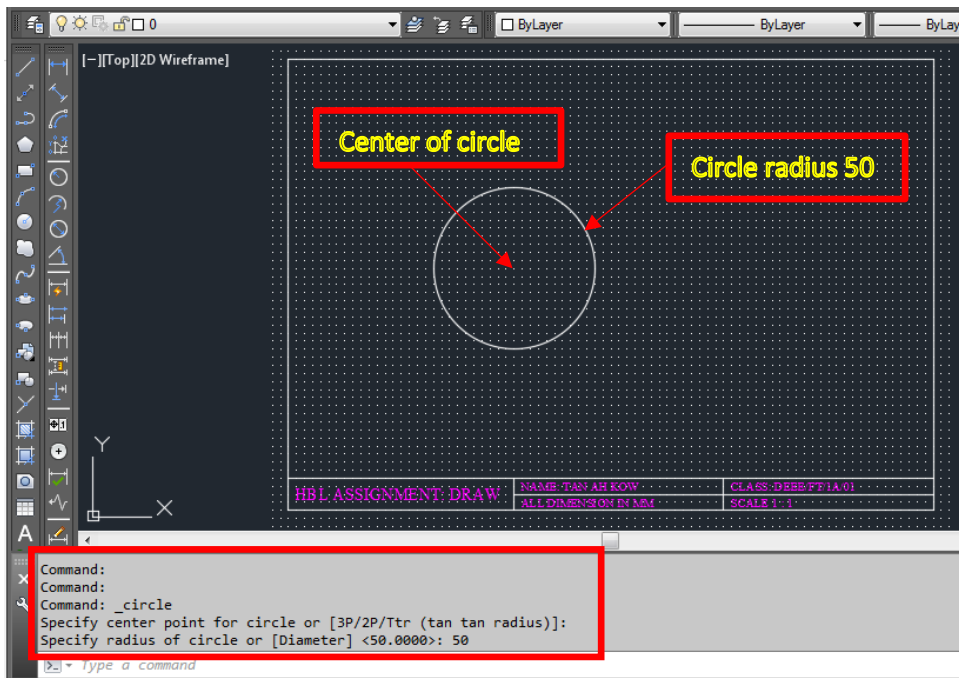 0
ByLayer
ByLayer
ByLay
[−][Top][2D Wireframe]
Center of circle
Circle radius 50
Y
X
HBL ASSIGNMENT: DRAW
NAME: TAN AH KOW
CLASS: DEEE/FT/1A/01
ALL DIMENSION IN MM
SCALE 1 : 1
A
Command:
Command:
Command: _circle
Specify center point for circle or [3P/2P/Ttr (tan tan radius)]:
Specify radius of circle or [Diameter] <50.0000>: 50
Type a command